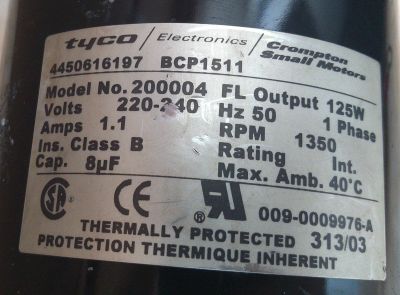 tyco / Electronics / Crompton Small Motors
4450616197 BCP1511
Model No. 200004 FL Output 125W
Volts 220-240 Hz 50 1 Phase
Amps 1.1 RPM 1350
Ins. Class B Rating Int.
Cap. 8µF Max. Amb. 40°C
SA CE ® RU 009-0009976-A
THERMALLY PROTECTED 313/03
PROTECTION THERMIQUE INHERENT